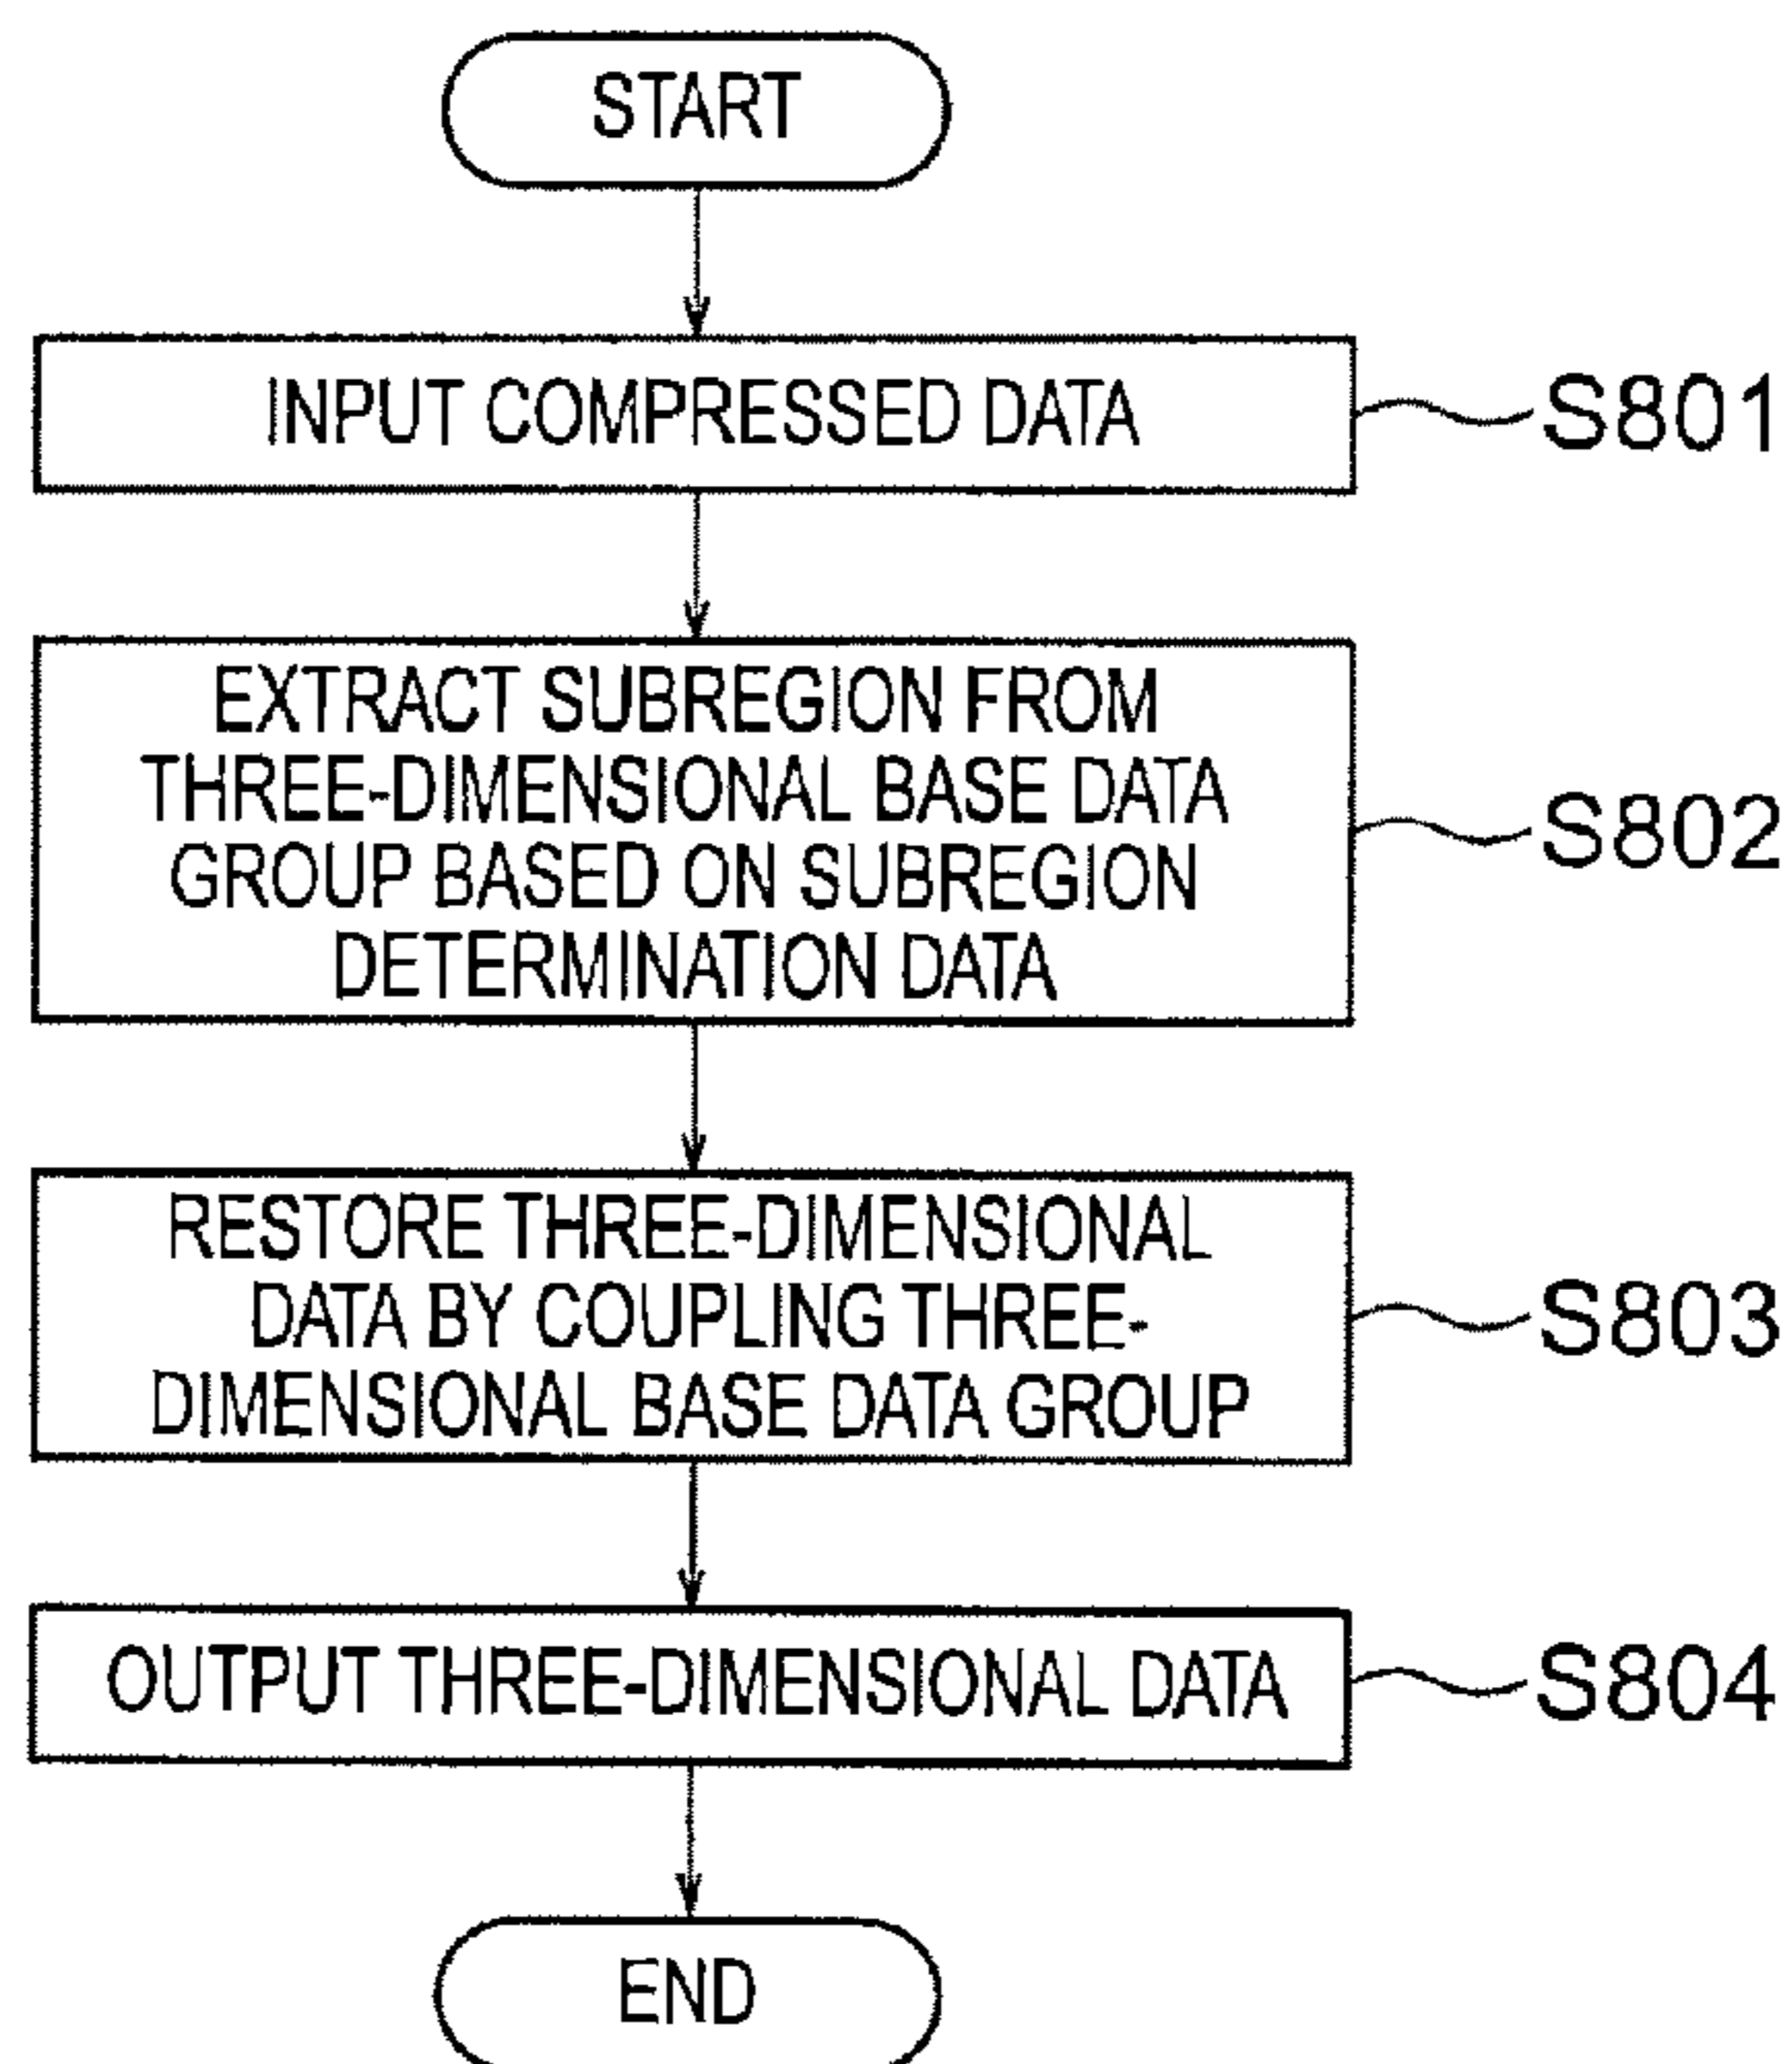 START
INPUT COMPRESSED DATA
S801
EXTRACT SUBREGION FROM
THREE-DIMENSIONAL BASE DATA
GROUP BASED ON SUBREGION
DETERMINATION DATA
S802
RESTORE THREE-DIMENSIONAL
DATA BY COUPLING THREE-
DIMENSIONAL BASE DATA GROUP
S803
OUTPUT THREE-DIMENSIONAL DATA
S804
END